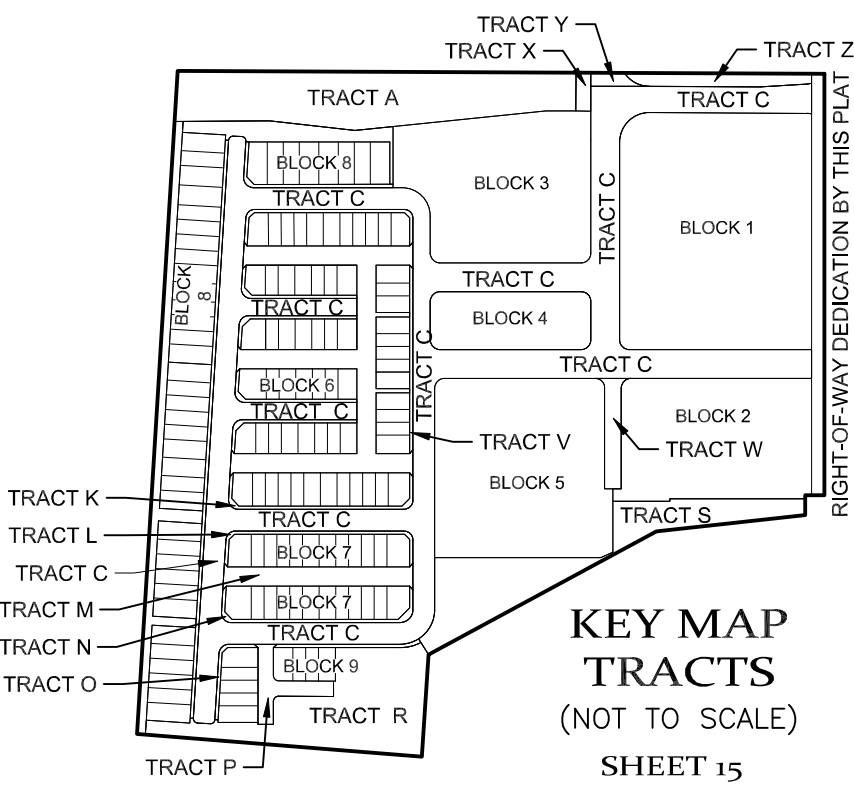 TRACT Y
TRACT X
TRACT Z
TRACT A
TRACT C
RIGHT-OF-WAY DEDICATION BY THIS PLAT
BLOCK 8
BLOCK 3
TRACT C
TRACT C
BLOCK 1
BLOCK 8
TRACT C
TRACT C
BLOCK 4
TRACT C
TRACT C
BLOCK 6
TRACT C
BLOCK 2
TRACT V
TRACT W
BLOCK 5
TRACT K
TRACT C
TRACT S
TRACT L
BLOCK 7
TRACT C
TRACT M
BLOCK 7
TRACT N
TRACT C
BLOCK 9
TRACT O
TRACT R
TRACT P
KEY MAP
TRACTS
(NOT TO SCALE)
SHEET 15